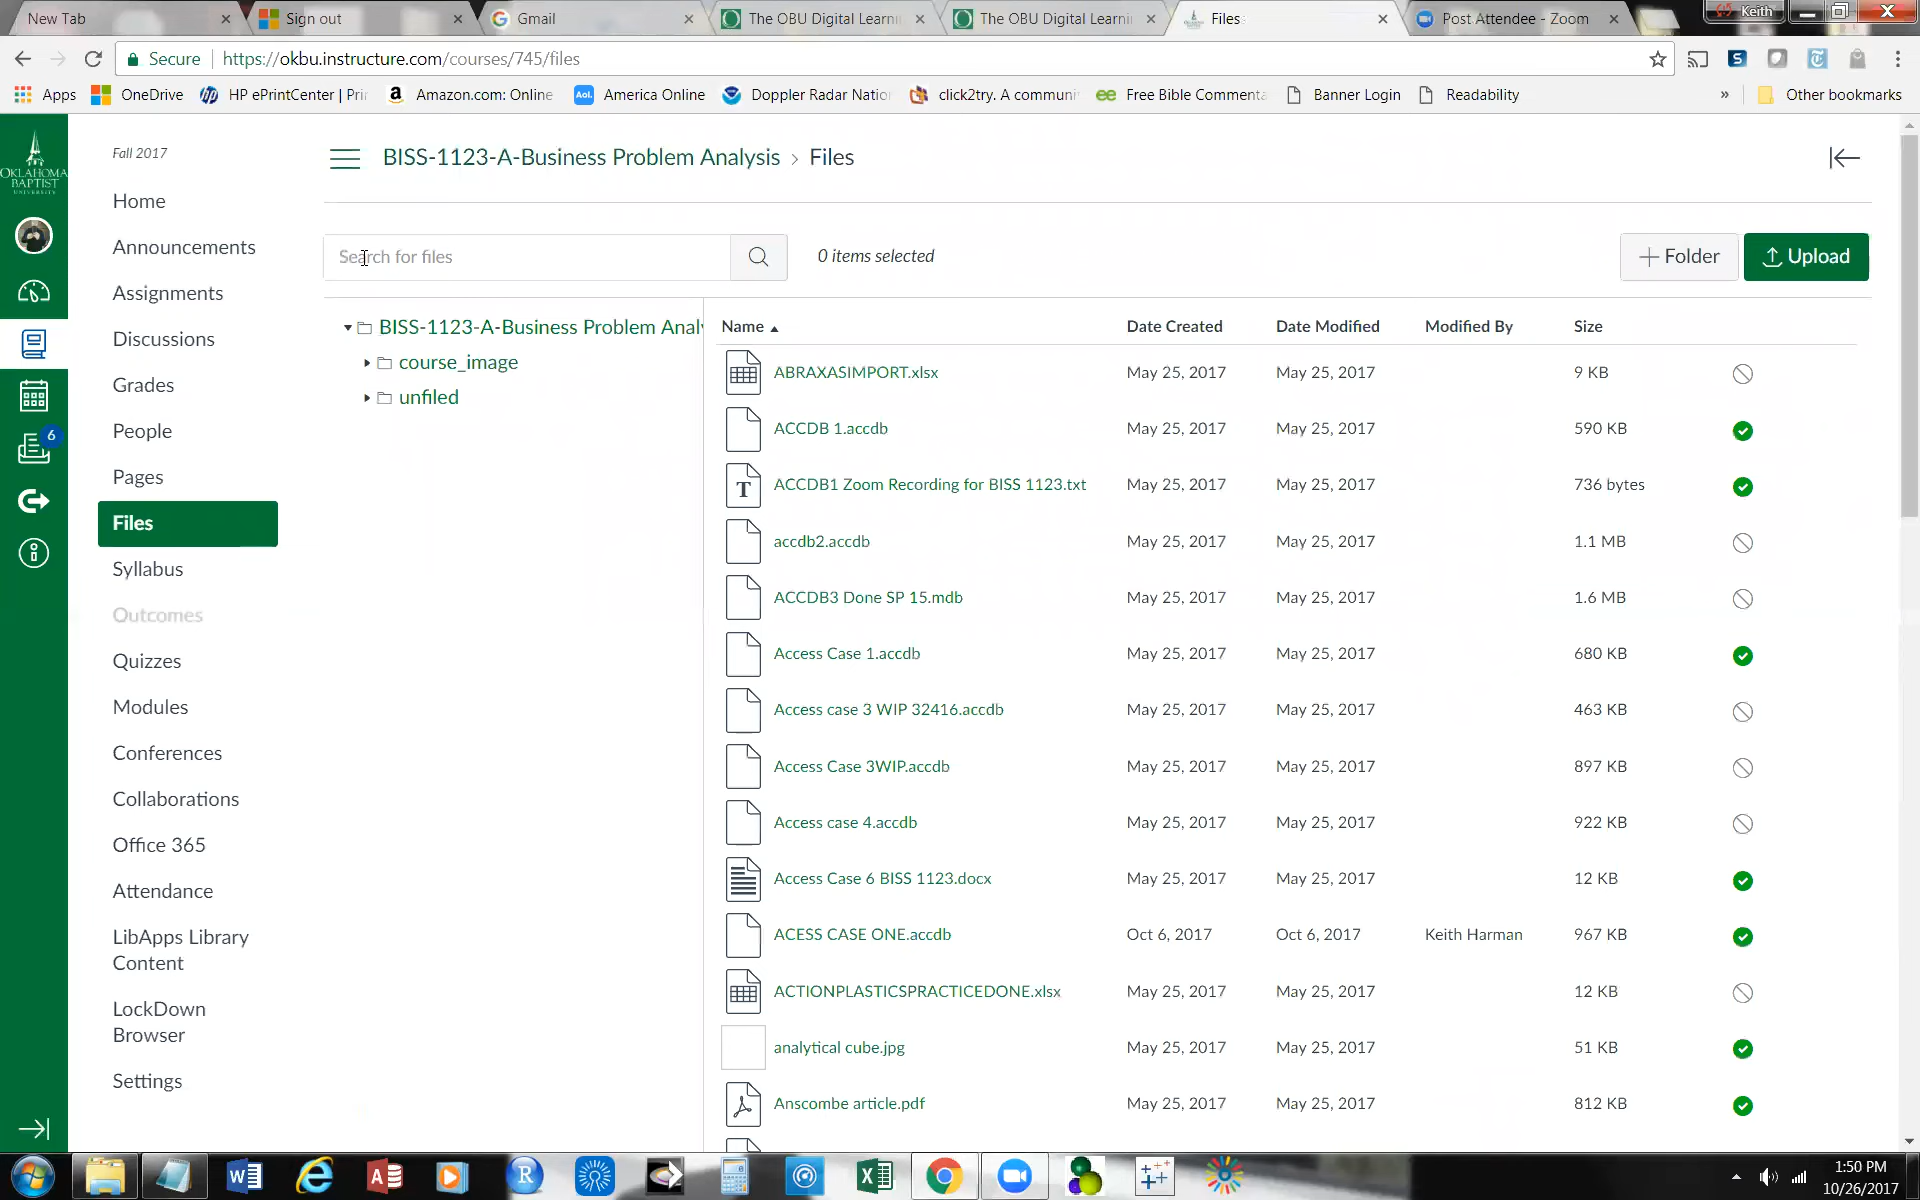 New Tab
Sign out
Gmail
The OBU Digital Learni
The OBU Digital Learni
Files
Post Attendee - Zoom
Keith
Secure
https://okbu.instructure.com/courses/745/files
Apps
OneDrive
HP ePrintCenter | Pri
Amazon.com: Online
Aol.
America Online
Doppler Radar Natio
click2try. A communi
Free Bible Commenta
Banner Login
Readability
»
Other bookmarks
OKLAHOMA
BAPTIST
UNIVERSITY
6
Fall 2017
Home
Announcements
Assignments
Discussions
Grades
People
Pages
Files
Syllabus
Outcomes
Quizzes
Modules
Conferences
Collaborations
Office 365
Attendance
LibApps Library
Content
LockDown
Browser
Settings
BISS-1123-A-Business Problem Analysis › Files
Search for files
0 items selected
+ Folder
Upload
BISS-1123-A-Business Problem Analy
course_image
unfiled
Name Date Created Date Modified Modified By Size
ABRAXASIMPORT.xlsx May 25, 2017 May 25, 2017 9 KB
ACCDB 1.accdb May 25, 2017 May 25, 2017 590 KB
ACCDB1 Zoom Recording for BISS 1123.txt May 25, 2017 May 25, 2017 736 bytes
accdb2.accdb May 25, 2017 May 25, 2017 1.1 MB
ACCDB3 Done SP 15.mdb May 25, 2017 May 25, 2017 1.6 MB
Access Case 1.accdb May 25, 2017 May 25, 2017 680 KB
Access case 3 WIP 32416.accdb May 25, 2017 May 25, 2017 463 KB
Access Case 3WIP.accdb May 25, 2017 May 25, 2017 897 KB
Access case 4.accdb May 25, 2017 May 25, 2017 922 KB
Access Case 6 BISS 1123.docx May 25, 2017 May 25, 2017 12 KB
ACESS CASE ONE.accdb Oct 6, 2017 Oct 6, 2017 Keith Harman 967 KB
ACTIONPLASTICSPRACTICEDONE.xlsx May 25, 2017 May 25, 2017 12 KB
analytical cube.jpg May 25, 2017 May 25, 2017 51 KB
Anscombe article.pdf May 25, 2017 May 25, 2017 812 KB
1:50 PM
10/26/2017